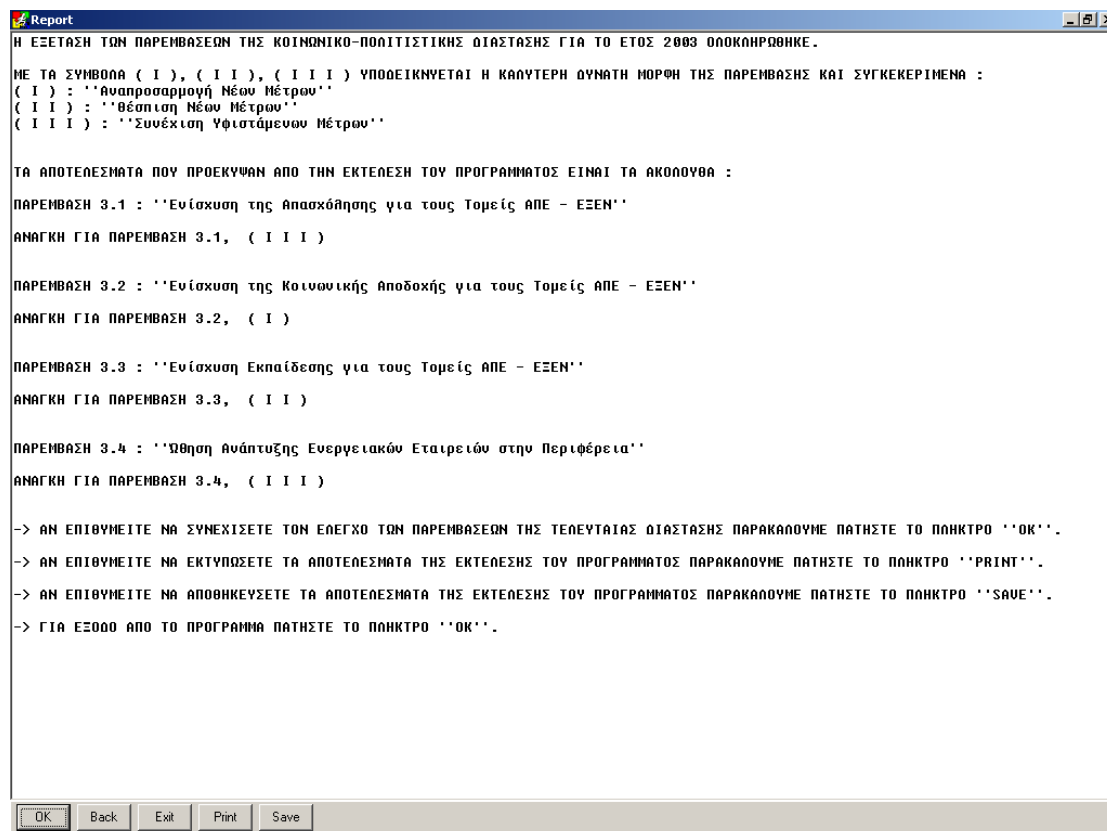 Report
Η ΕΞΕΤΑΣΗ ΤΩΝ ΠΑΡΕΜΒΑΣΕΩΝ ΤΗΣ ΚΟΙΝΩΝΙΚΟ-ΠΟΛΙΤΙΣΤΙΚΗΣ ΔΙΑΣΤΑΣΗΣ ΓΙΑ ΤΟ ΕΤΟΣ 2003 ΟΛΟΚΛΗΡΩΘΗΚΕ.
ΜΕ ΤΑ ΣΥΜΒΟΛΑ ( I ), ( I I ), ( I I I ) ΥΠΟΔΕΙΚΝΥΕΤΑΙ Η ΚΑΛΥΤΕΡΗ ΔΥΝΑΤΗ ΜΟΡΦΗ ΤΗΣ ΠΑΡΕΜΒΑΣΗΣ ΚΑΙ ΣΥΓΚΕΚΕΡΙΜΕΝΑ :
( I ) : ''Αναπροσαρμογή Νέων Μέτρων''
( I I ) : ''Θέσπιση Νέων Μέτρων''
( I I I ) : ''Συνέχιση Υφιστάμενων Μέτρων''
ΤΑ ΑΠΟΤΕΛΕΣΜΑΤΑ ΠΟΥ ΠΡΟΕΚΥΨΑΝ ΑΠΟ ΤΗΝ ΕΚΤΕΛΕΣΗ ΤΟΥ ΠΡΟΓΡΑΜΜΑΤΟΣ ΕΙΝΑΙ ΤΑ ΑΚΟΛΟΥΘΑ :
ΠΑΡΕΜΒΑΣΗ 3.1 : ''Ενίσχυση της Απασχόλησης για τους Τομείς ΑΠΕ - ΕΞΕΝ''
ΑΝΑΓΚΗ ΓΙΑ ΠΑΡΕΜΒΑΣΗ 3.1, ( I I I )
ΠΑΡΕΜΒΑΣΗ 3.2 : ''Ενίσχυση της Κοινωνικής Αποδοχής για τους Τομείς ΑΠΕ - ΕΞΕΝ''
ΑΝΑΓΚΗ ΓΙΑ ΠΑΡΕΜΒΑΣΗ 3.2, ( I )
ΠΑΡΕΜΒΑΣΗ 3.3 : ''Ενίσχυση Εκπαίδεσης για τους Τομείς ΑΠΕ - ΕΞΕΝ''
ΑΝΑΓΚΗ ΓΙΑ ΠΑΡΕΜΒΑΣΗ 3.3, ( I I )
ΠΑΡΕΜΒΑΣΗ 3.4 : ''Ώθηση Ανάπτυξης Ενεργειακών Εταιρειών στην Περιφέρεια''
ΑΝΑΓΚΗ ΓΙΑ ΠΑΡΕΜΒΑΣΗ 3.4, ( I I I )
-> ΑΝ ΕΠΙΘΥΜΕΙΤΕ ΝΑ ΣΥΝΕΧΙΣΕΤΕ ΤΟΝ ΕΛΕΓΧΟ ΤΩΝ ΠΑΡΕΜΒΑΣΕΩΝ ΤΗΣ ΤΕΛΕΥΤΑΙΑΣ ΔΙΑΣΤΑΣΗΣ ΠΑΡΑΚΑΛΟΥΜΕ ΠΑΤΗΣΤΕ ΤΟ ΠΛΗΚΤΡΟ ''OK''.
-> ΑΝ ΕΠΙΘΥΜΕΙΤΕ ΝΑ ΕΚΤΥΠΩΣΕΤΕ ΤΑ ΑΠΟΤΕΛΕΣΜΑΤΑ ΤΗΣ ΕΚΤΕΛΕΣΗΣ ΤΟΥ ΠΡΟΓΡΑΜΜΑΤΟΣ ΠΑΡΑΚΑΛΟΥΜΕ ΠΑΤΗΣΤΕ ΤΟ ΠΛΗΚΤΡΟ ''PRINT''.
-> ΑΝ ΕΠΙΘΥΜΕΙΤΕ ΝΑ ΑΠΟΘΗΚΕΥΣΕΤΕ ΤΑ ΑΠΟΤΕΛΕΣΜΑΤΑ ΤΗΣ ΕΚΤΕΛΕΣΗΣ ΤΟΥ ΠΡΟΓΡΑΜΜΑΤΟΣ ΠΑΡΑΚΑΛΟΥΜΕ ΠΑΤΗΣΤΕ ΤΟ ΠΛΗΚΤΡΟ ''SAVE''.
-> ΓΙΑ ΕΞΟΔΟ ΑΠΟ ΤΟ ΠΡΟΓΡΑΜΜΑ ΠΑΤΗΣΤΕ ΤΟ ΠΛΗΚΤΡΟ ''OK''.
OK Back Exit Print Save